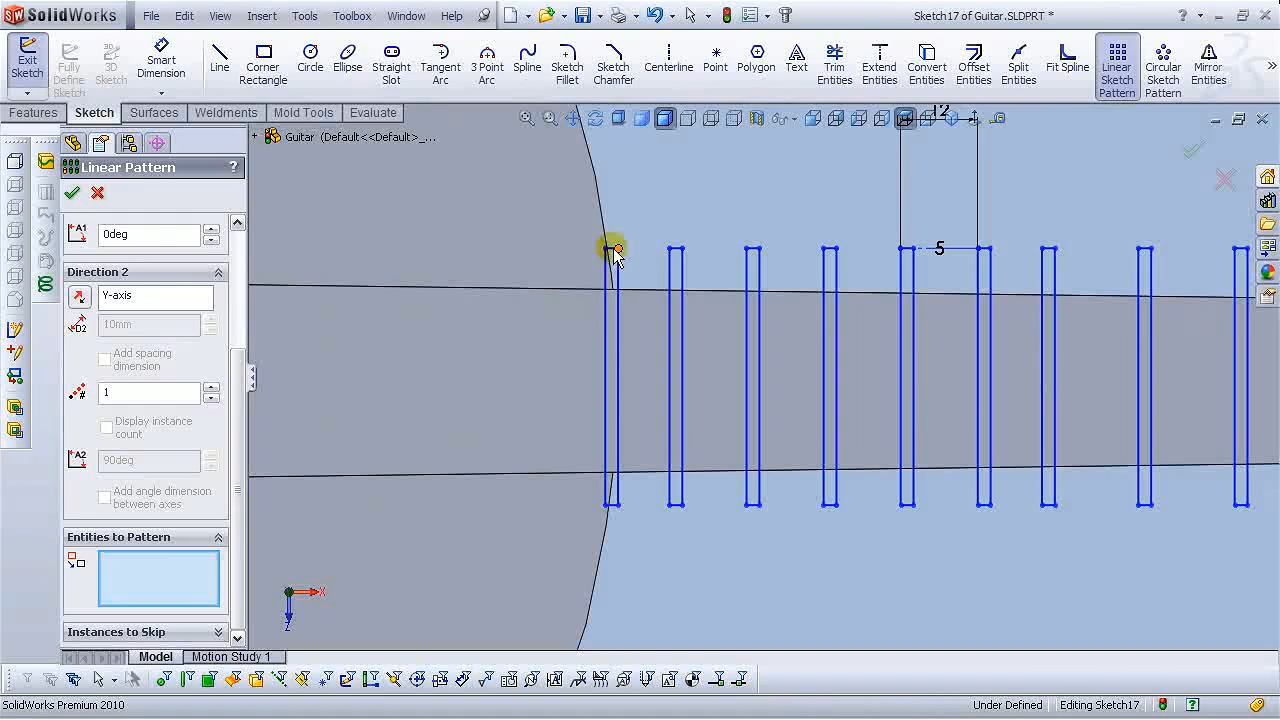 SolidWorks File Edit View Insert Tools Toolbox Window Help Sketch17 of Guitar.SLDPRT * ?
Exit Sketch
Fully Define Sketch
3D Sketch
Smart Dimension
Line
Corner Rectangle
Circle
Ellipse
Straight Slot
Tangent Arc
3 Point Arc
Spline
Sketch Fillet
Sketch Chamfer
Centerline
Point
Polygon
Text
Trim Entities
Extend Entities
Convert Entities
Offset Entities
Split Entities
Fit Spline
Linear Sketch Pattern
Circular Sketch Pattern
Mirror Entities
Features Sketch Surfaces Weldments Mold Tools Evaluate
12
Guitar (Default<<Default>_...
Linear Pattern ?
A1 0deg
Direction 2
Y-axis
D2 10mm
Add spacing dimension
# 1
Display instance count
A2 90deg
Add angle dimension between axes
Entities to Pattern
Instances to Skip
5
X
Z
Model Motion Study 1
SolidWorks Premium 2010 Under Defined Editing Sketch17 ?